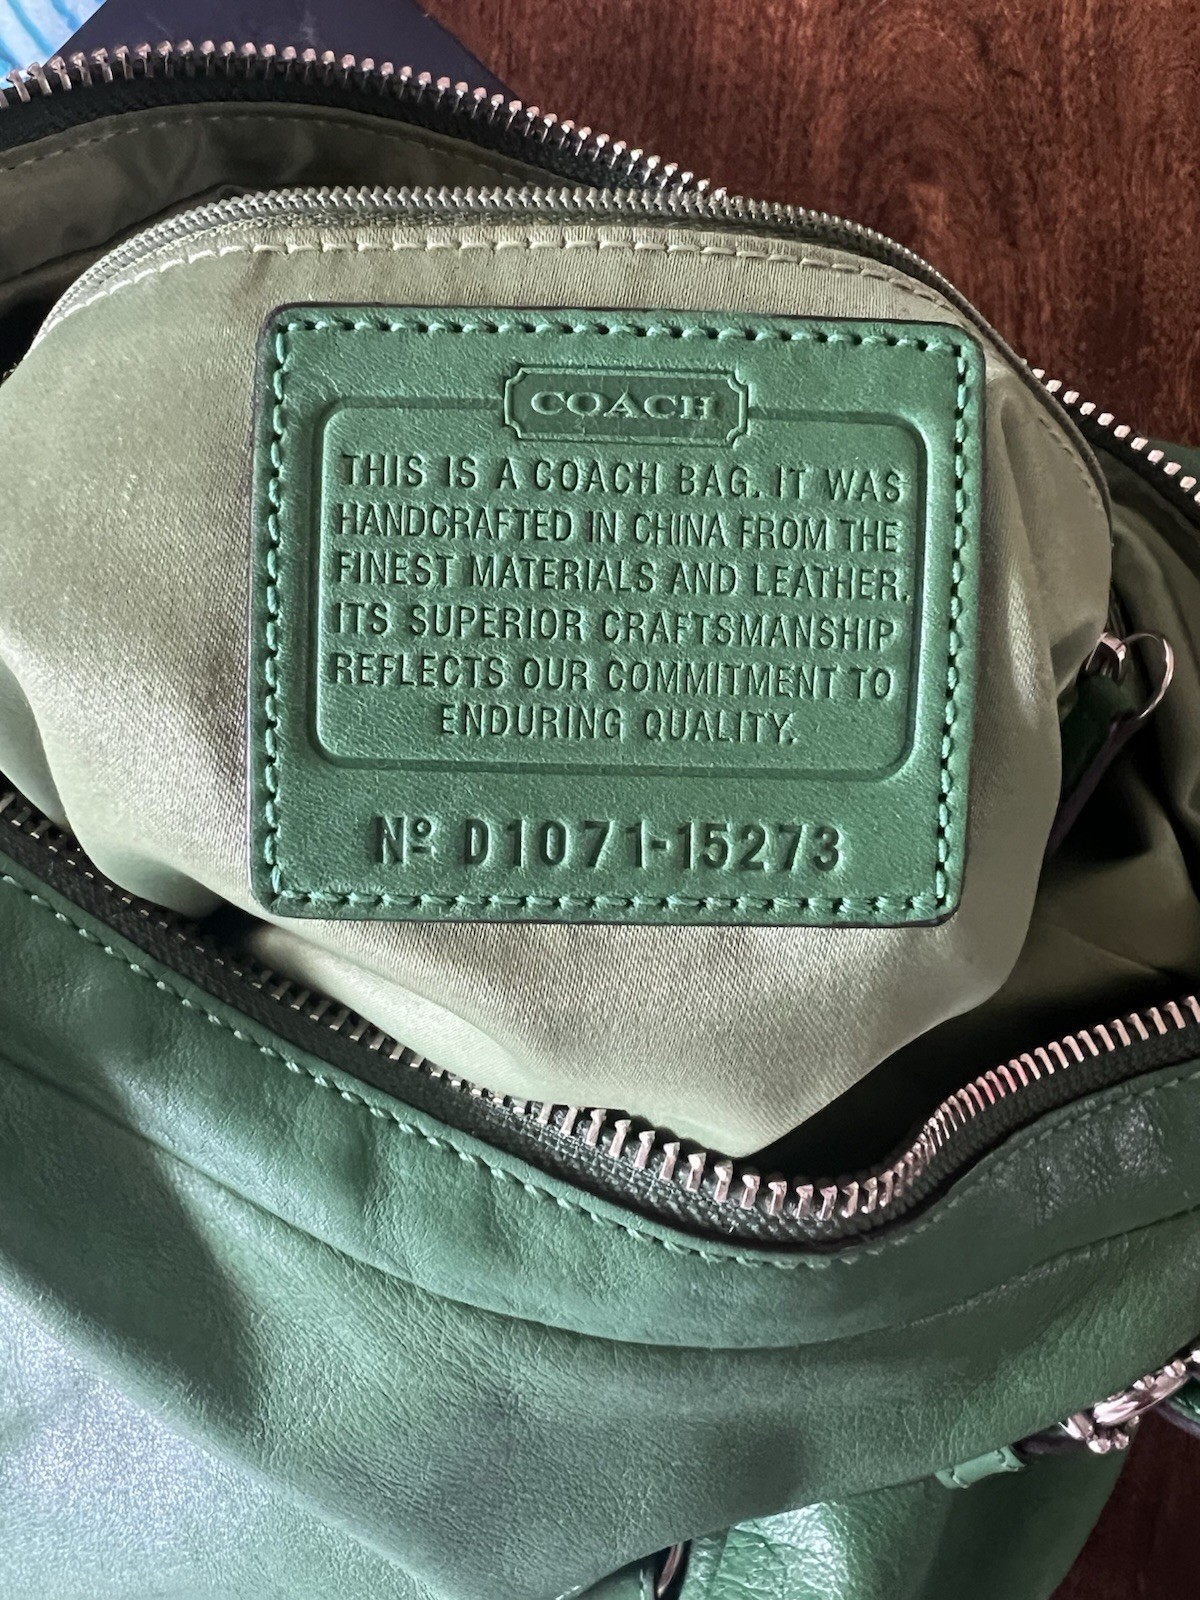 COACH
THIS IS A COACH BAG. IT WAS
HANDCRAFTED IN CHINA FROM THE
FINEST MATERIALS AND LEATHER.
ITS SUPERIOR CRAFTSMANSHIP
REFLECTS OUR COMMITMENT TO
ENDURING QUALITY.
Nº D1071-15273